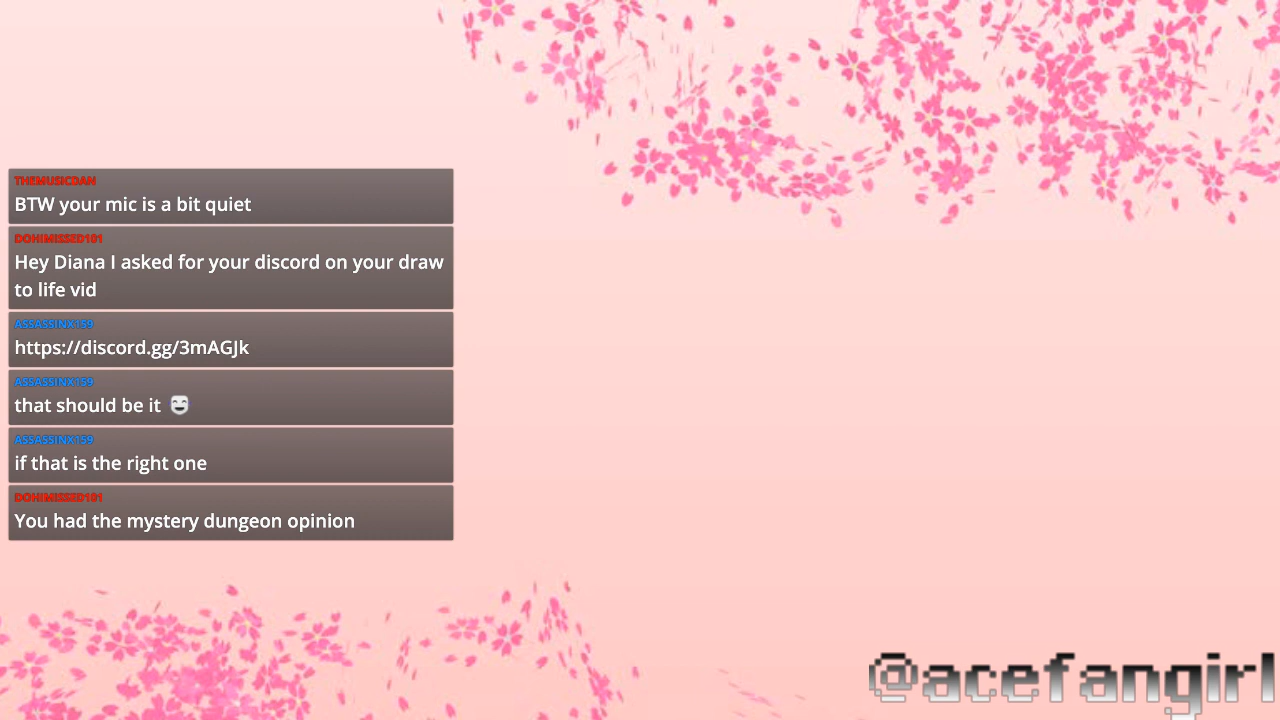 THEMUSICDAN
BTW your mic is a bit quiet
DOHIMISSED101
Hey Diana I asked for your discord on your draw
to life vid
ASSASSINX159
https://discord.gg/3mAGJk
ASSASSINX159
that should be it
ASSASSINX159
if that is the right one
DOHIMISSED101
You had the mystery dungeon opinion
@acefangirl